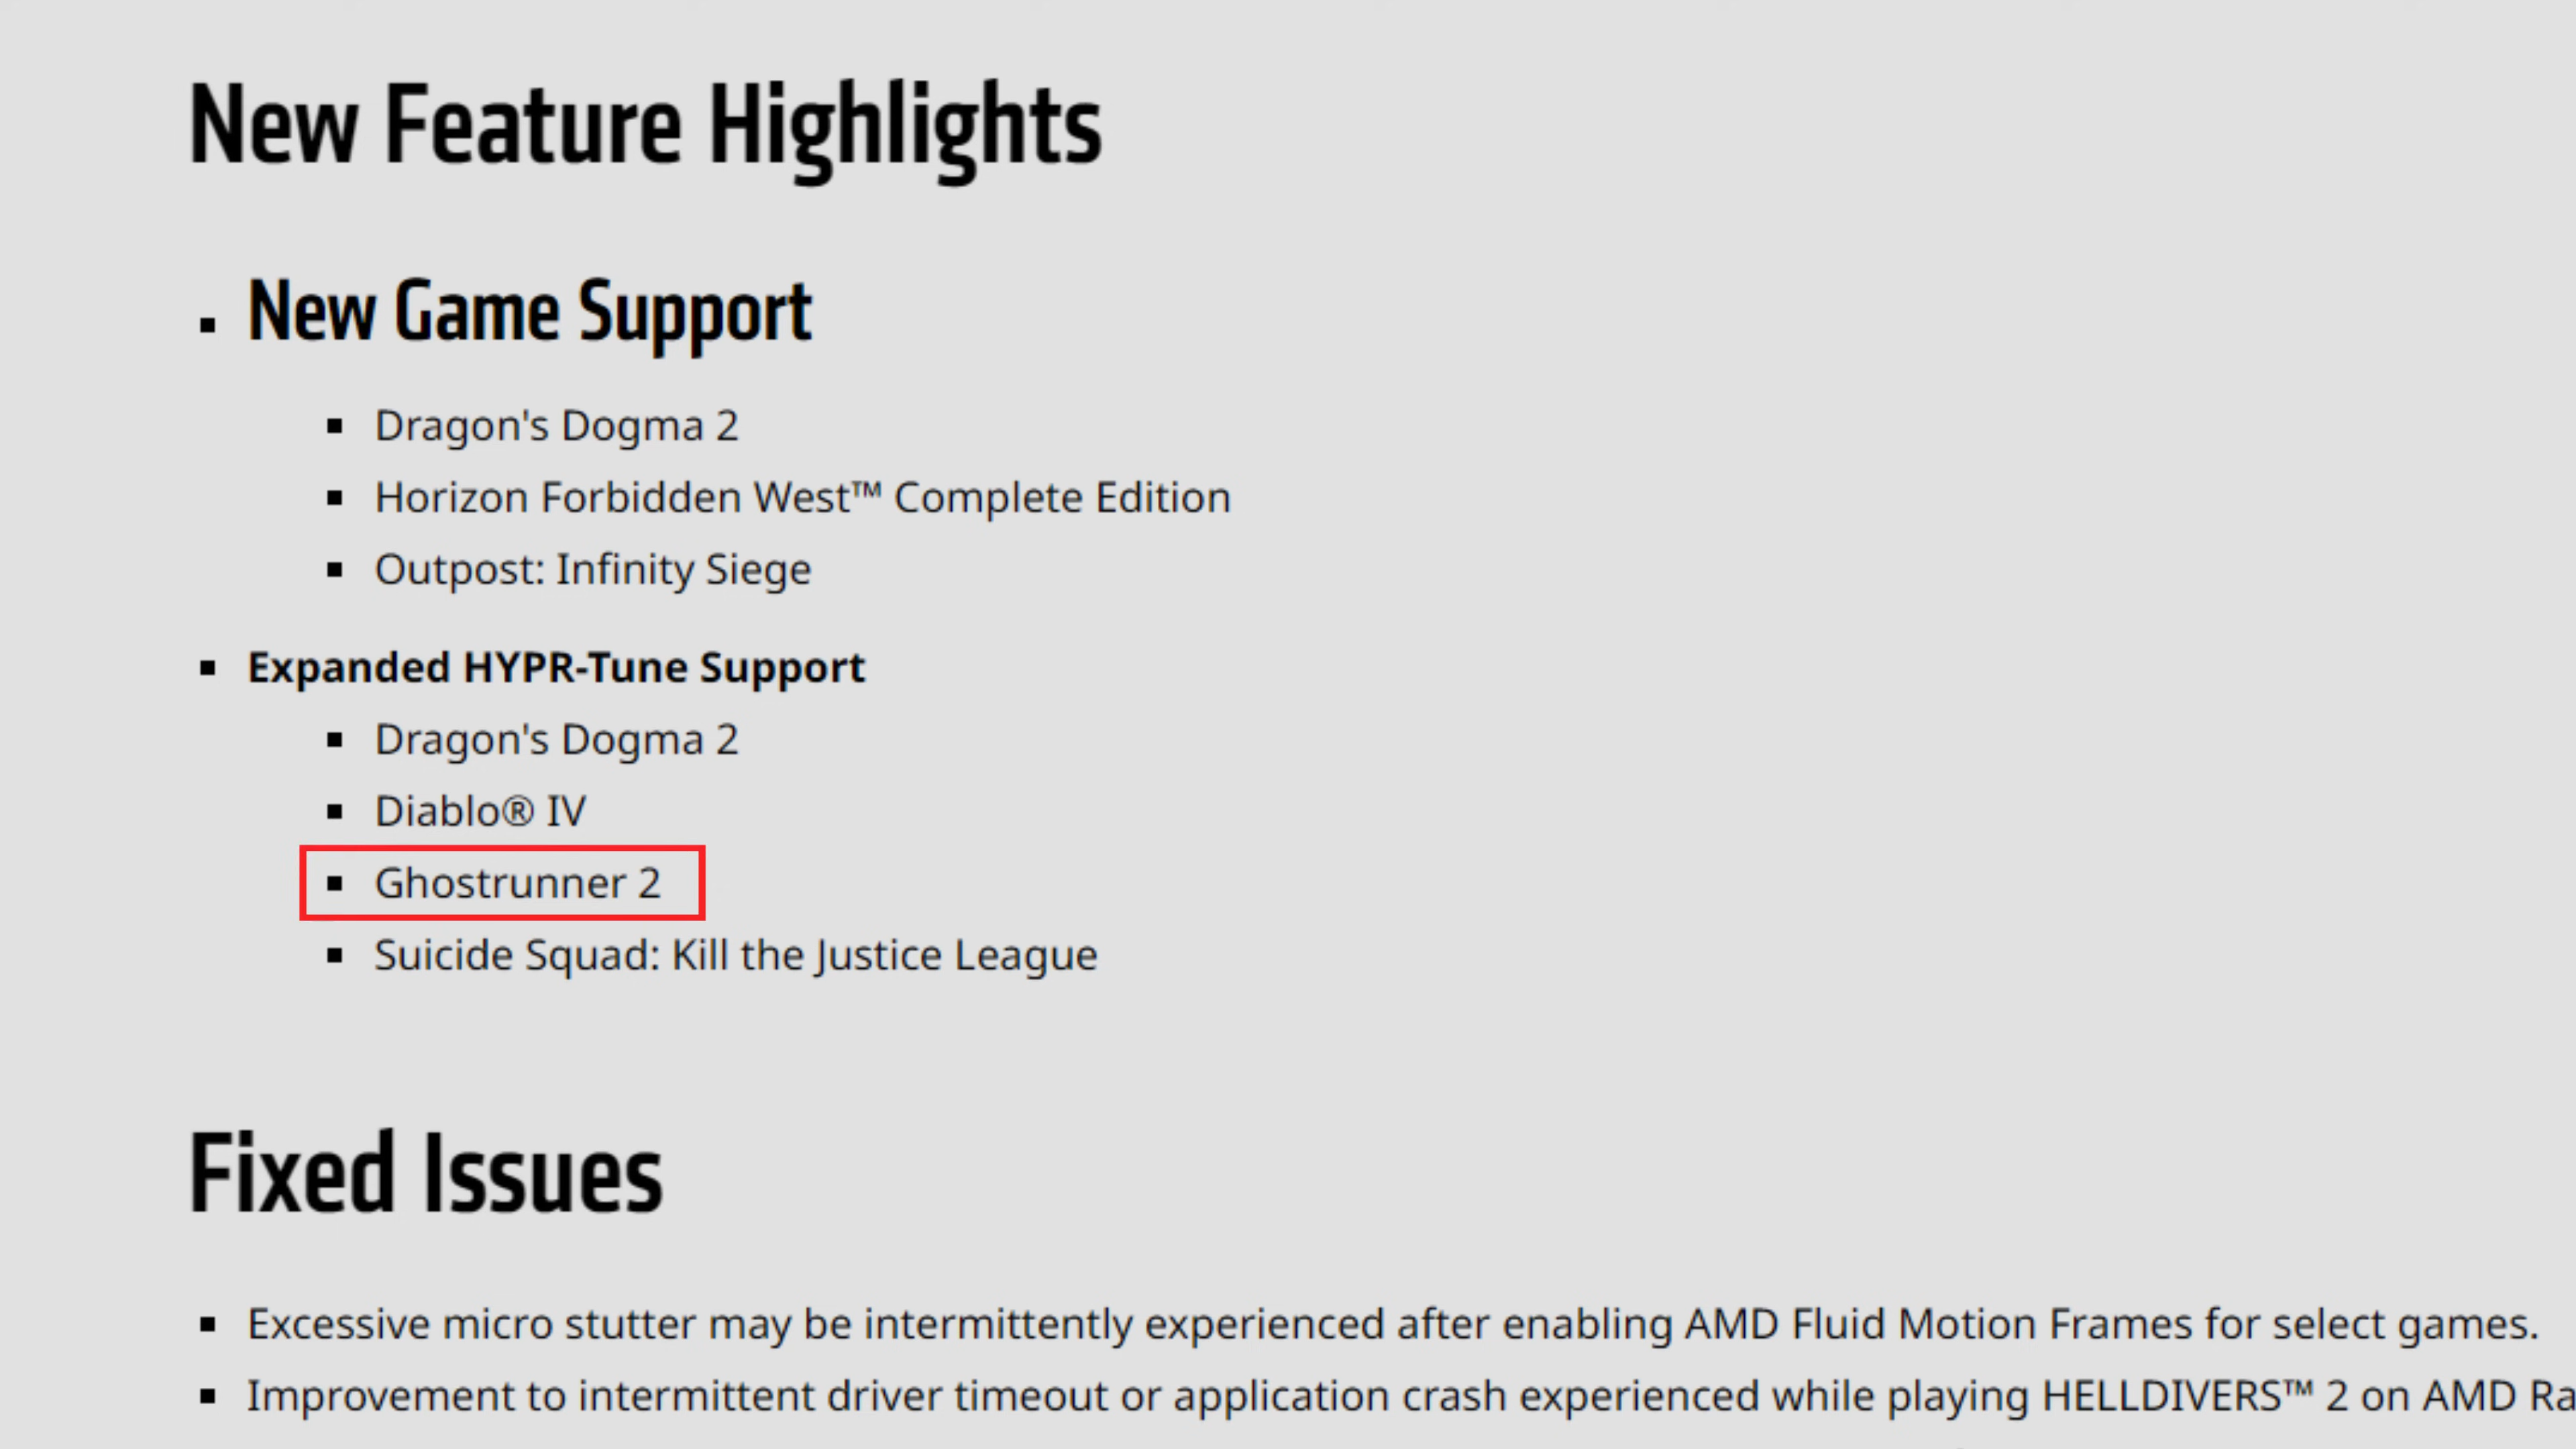 New Feature Highlights
New Game Support
Dragon's Dogma 2
Horizon Forbidden West™ Complete Edition
Outpost: Infinity Siege
Expanded HYPR-Tune Support
Dragon's Dogma 2
Diablo® IV
Ghostrunner 2
Suicide Squad: Kill the Justice League
Fixed Issues
Excessive micro stutter may be intermittently experienced after enabling AMD Fluid Motion Frames for select games.
Improvement to intermittent driver timeout or application crash experienced while playing HELLDIVERS™ 2 on AMD Ra